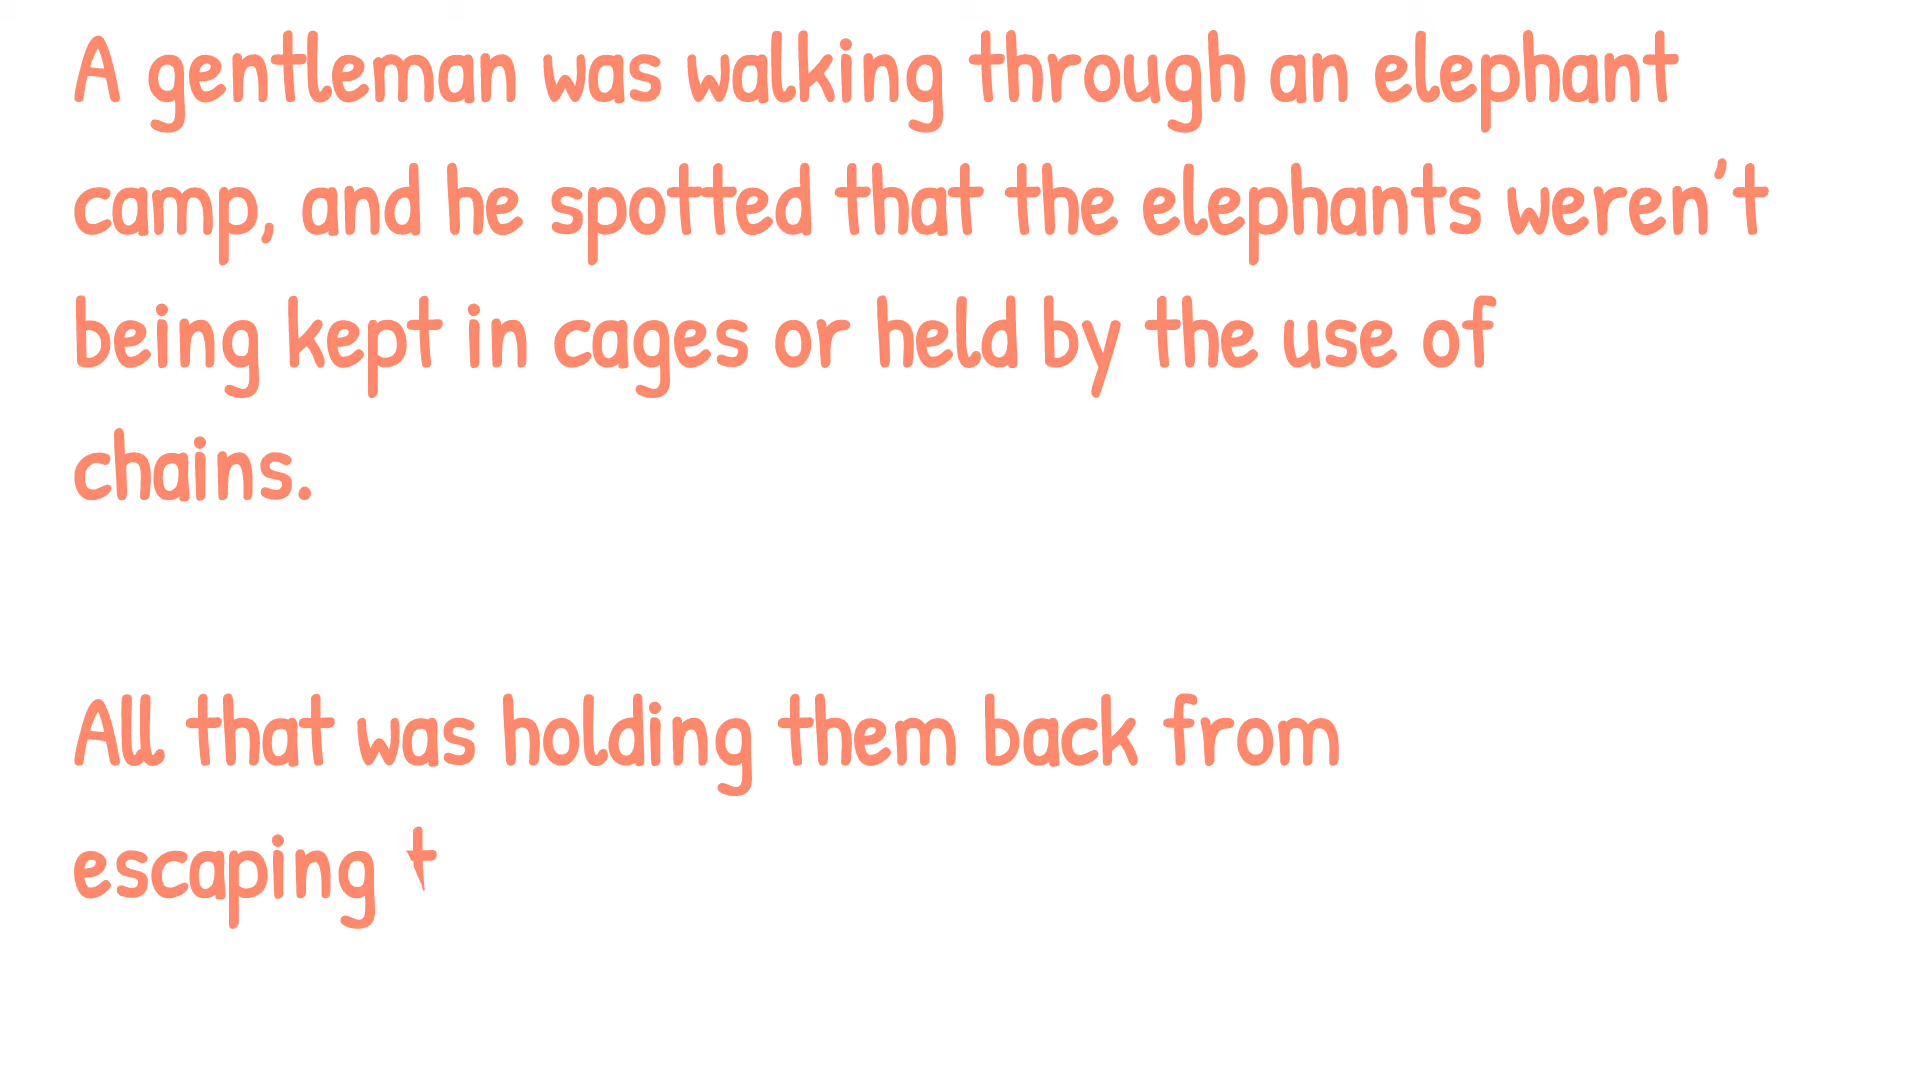 A gentleman was walking through an elephant
camp, and he spotted that the elephants weren't
being kept in cages or held by the use of
chains.
All that was holding them back from
escaping t